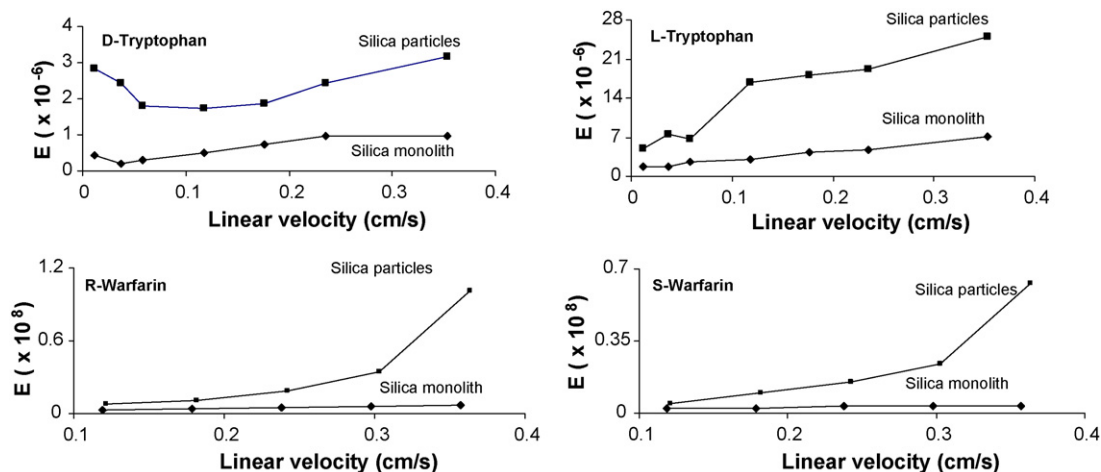 D-Tryptophan
Silica particles
Silica monolith
E ( x 10 -6)
4
3
2
1
0
0 0.1 0.2 0.3 0.4
Linear velocity (cm/s)
L-Tryptophan
Silica particles
Silica monolith
E ( x 10 -6)
28
21
14
7
0
0 0.1 0.2 0.3 0.4
Linear velocity (cm/s)
R-Warfarin
Silica particles
Silica monolith
E ( x 10 8)
1.2
0.6
0
0.1 0.2 0.3 0.4
Linear velocity (cm/s)
S-Warfarin
Silica particles
Silica monolith
E ( x 10 8)
0.7
0.35
0
0.1 0.2 0.3 0.4
Linear velocity (cm/s)